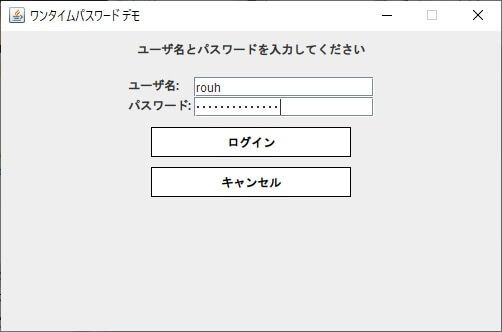 ワンタイムパスワードデモ
ユーザ名とパスワードを入力してください
ユーザ名: rouh
パスワード: ••••••••••••••
ログイン
キャンセル